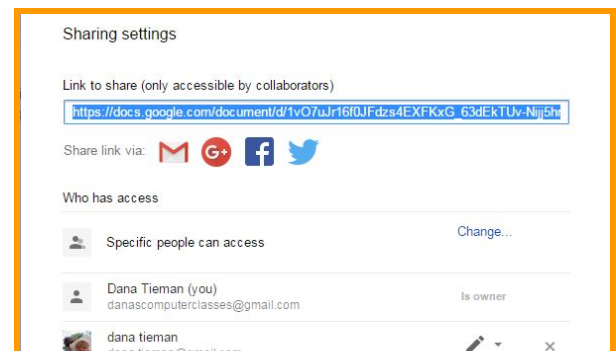 Sharing settings
Link to share (only accessible by collaborators)
https://docs.google.com/document/d/1vO7uJr16f0JFdzs4EXFKxG_63dEkTUv-Nijj5hr
Share link via:
Who has access
Specific people can access
Change...
Dana Tieman (you)
danascomputerclasses@gmail.com
Is owner
dana tieman